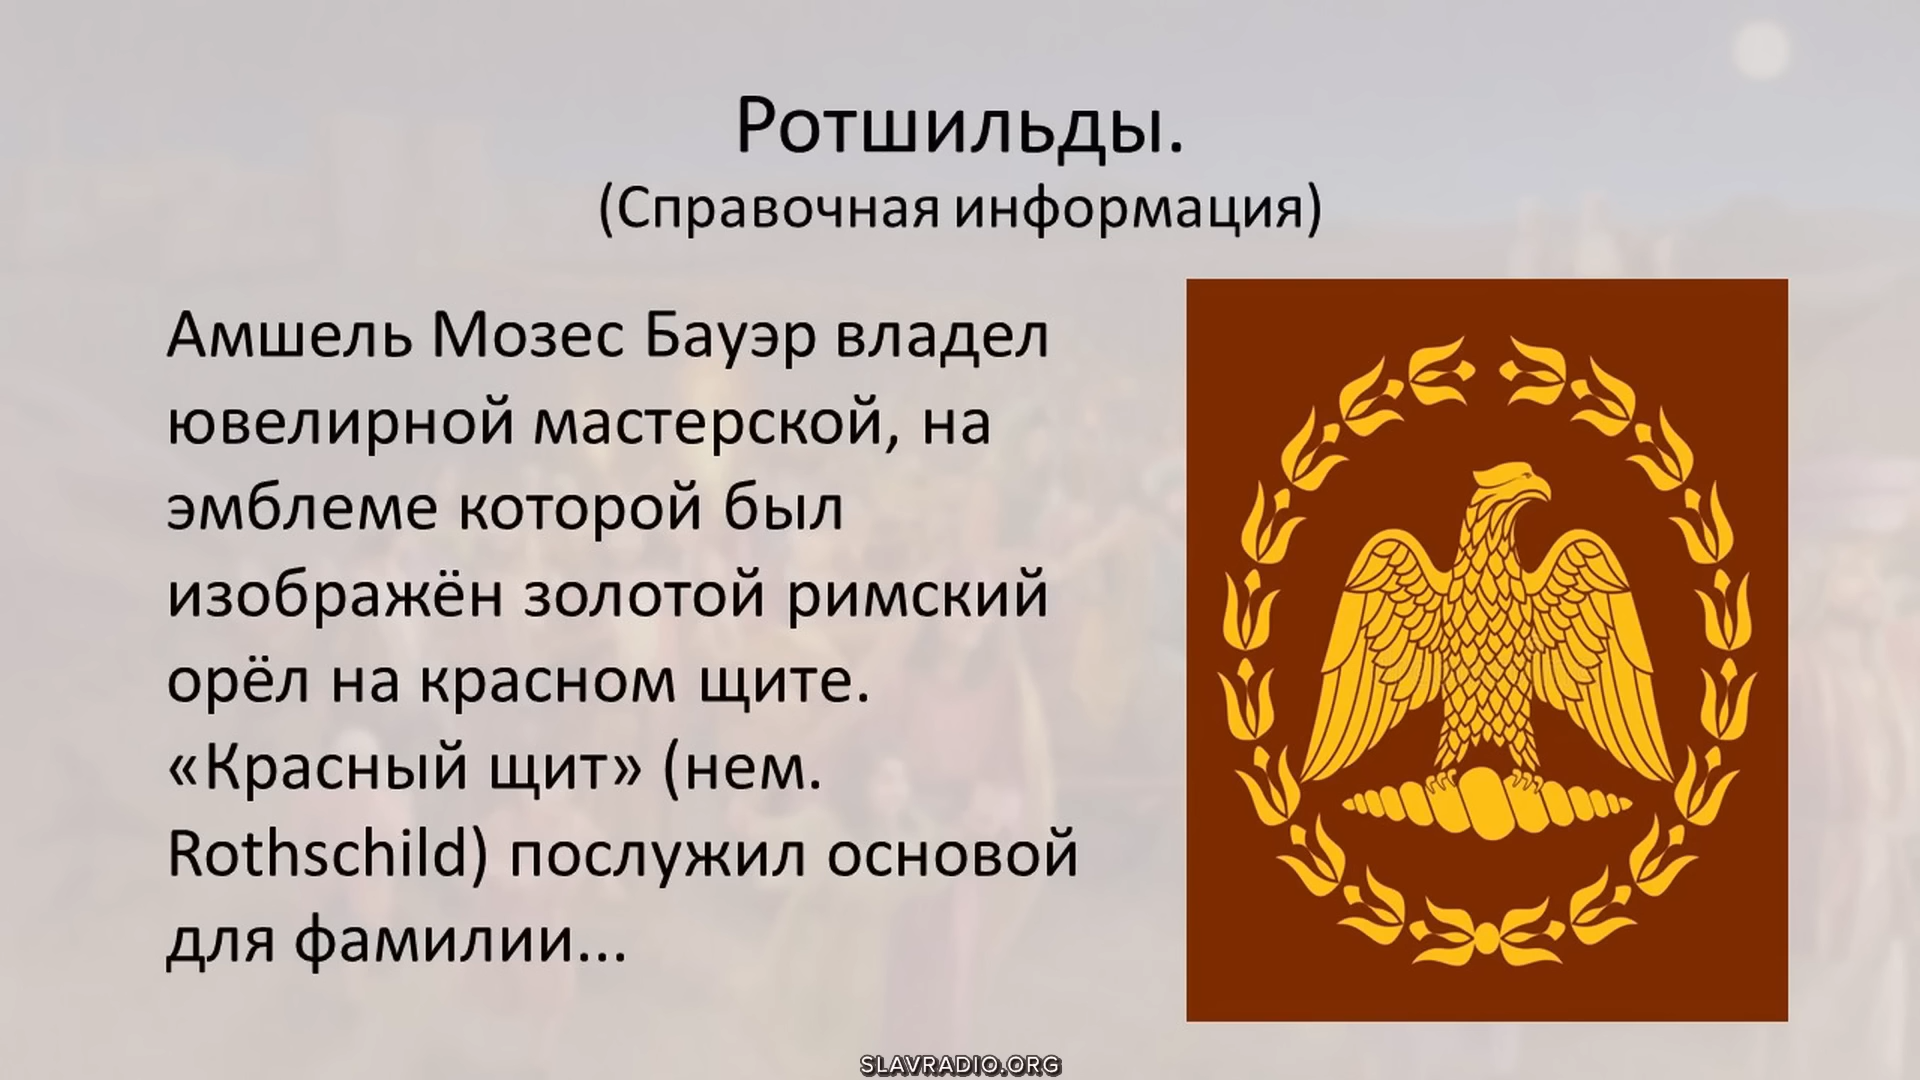 Ротшильды.
(Справочная информация)
Амшель Мозес Бауэр владел
ювелирной мастерской, на
эмблеме которой был
изображён золотой римский
орёл на красном щите.
«Красный щит» (нем.
Rothschild) послужил основой
для фамилии...
SLAVRADIO.ORG